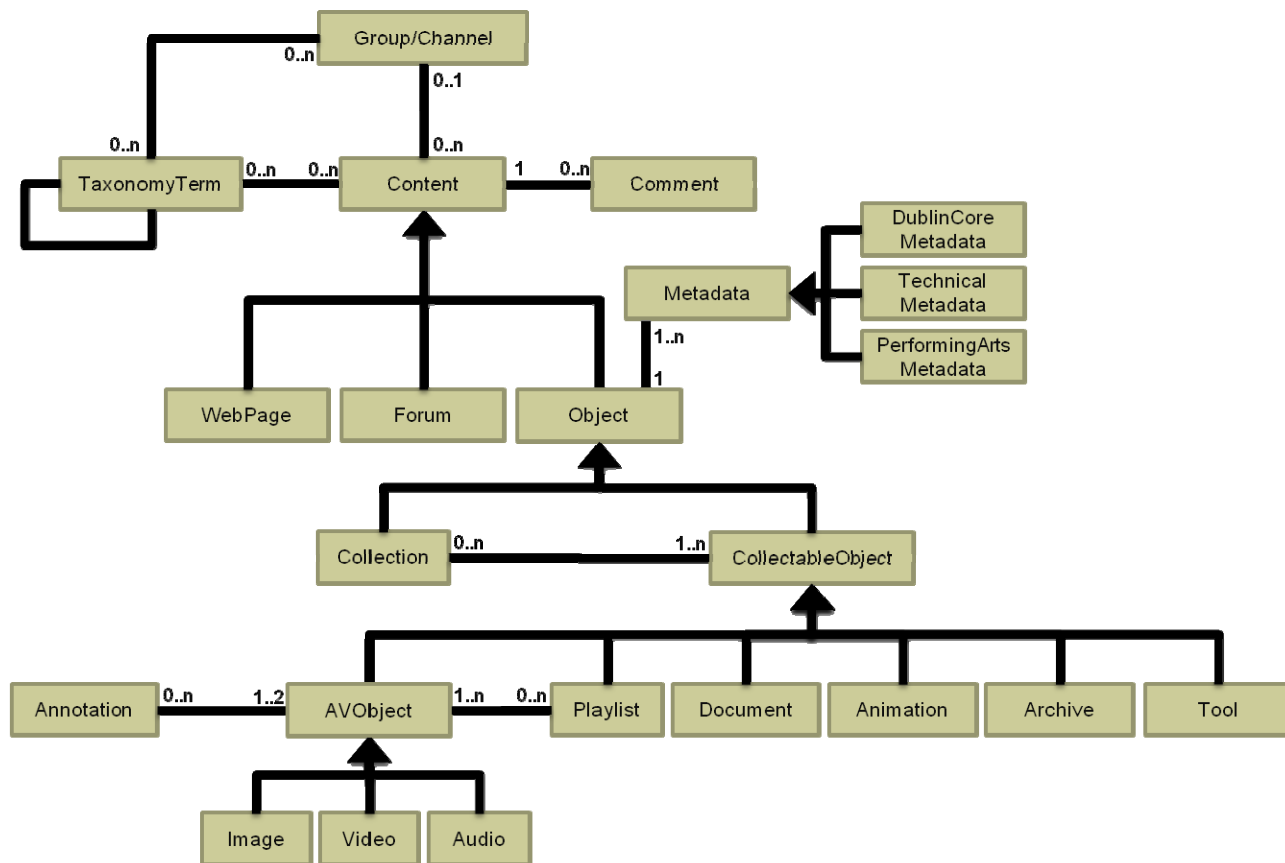 Group/Channel
0..n
0..1
0..n
0..n
TaxonomyTerm
0..n
0..n
Content
1
0..n
Comment
DublinCore
Metadata
Metadata
Technical
Metadata
1..n
PerformingArts
Metadata
1
WebPage
Forum
Object
Collection
0..n
1..n
CollectableObject
Annotation
0..n
1..2
AVObject
1..n
0..n
Playlist
Document
Animation
Archive
Tool
Image
Video
Audio